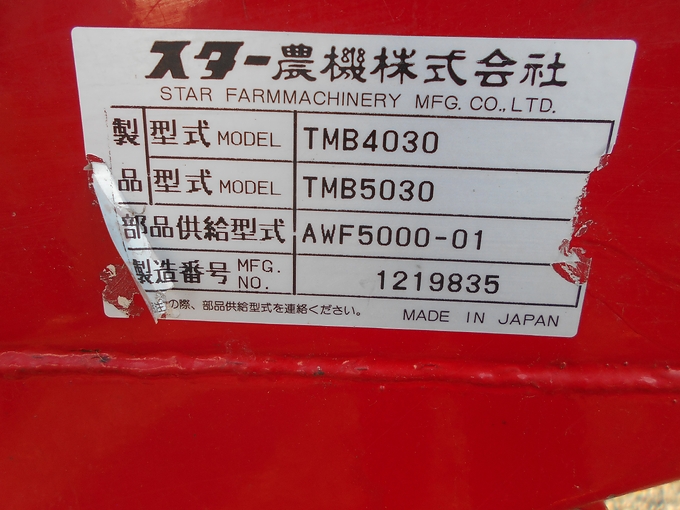 スター農機株式会社
STAR FARMMACHINERY MFG. CO., LTD.
製 型式 MODEL TMB4030
品 型式 MODEL TMB5030
部品供給型式 AWF5000-01
製造番号 MFG. NO. 1219835
の際、部品供給型式を連絡ください。 MADE IN JAPAN